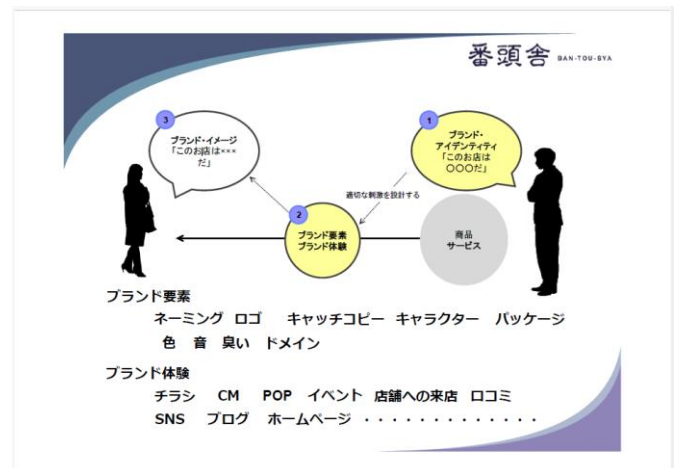 番頭舎 BAN-TOU-SYA
3
ブランド・イメージ
「このお店は×××
だ」
1
ブランド・
アイデンティティ
「このお店は
〇〇〇だ」
適切な刺激を設計する
2
ブランド要素
ブランド体験
商品
サービス
ブランド要素
ネーミング ロゴ キャッチコピー キャラクター パッケージ
色 音 臭い ドメイン
ブランド体験
チラシ CM POP イベント 店舗への来店 口コミ
SNS ブログ ホームページ ・・・・・・・・・・・・・